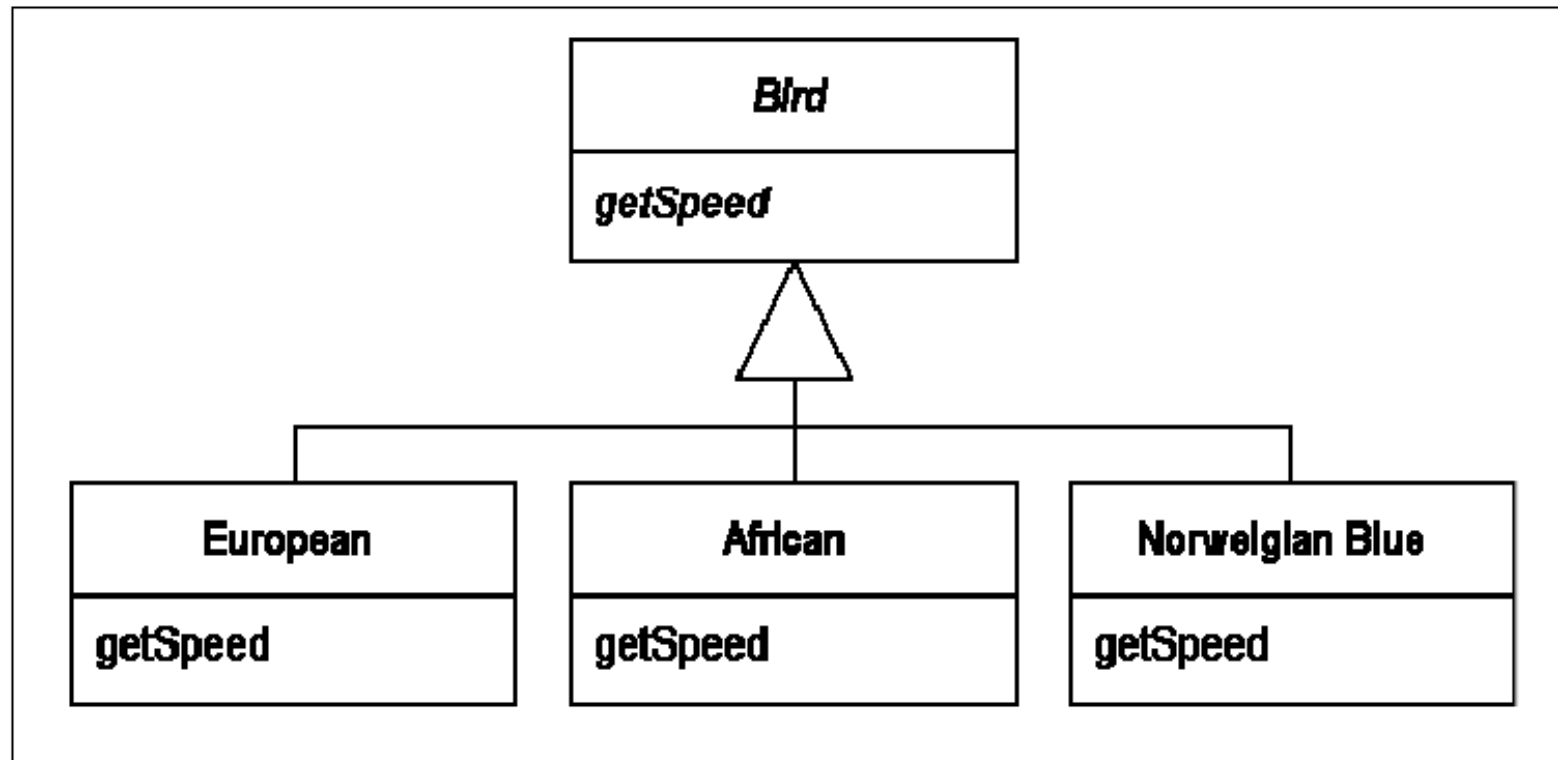 Bird
getSpeed
European
getSpeed
African
getSpeed
Norweigian Blue
getSpeed